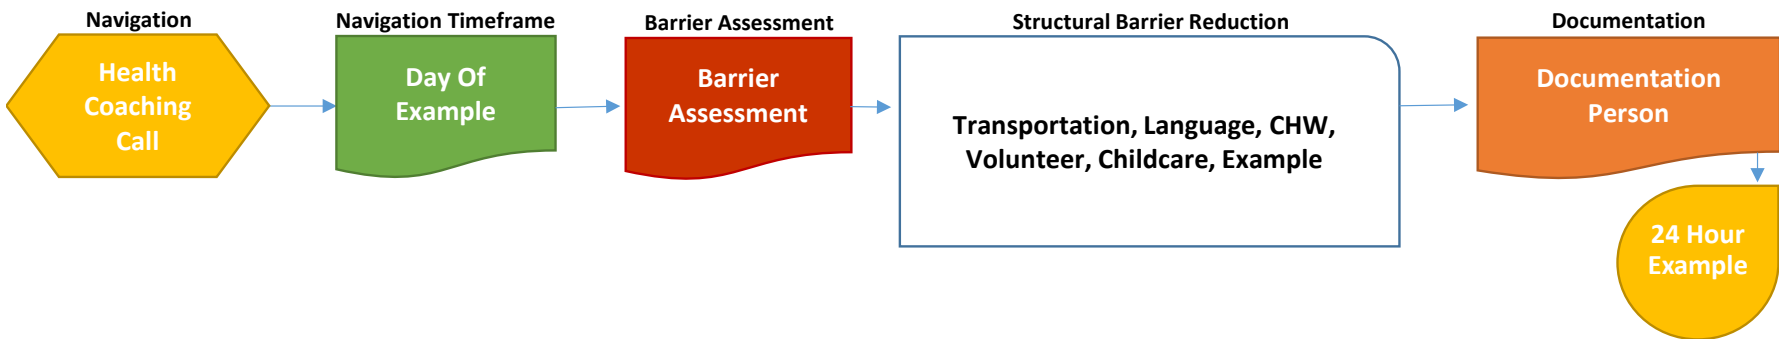 Navigation
Health
Coaching
Call
Navigation Timeframe
Day Of
Example
Barrier Assessment
Barrier
Assessment
Structural Barrier Reduction
Transportation, Language, CHW,
Volunteer, Childcare, Example
Documentation
Documentation
Person
24 Hour
Example